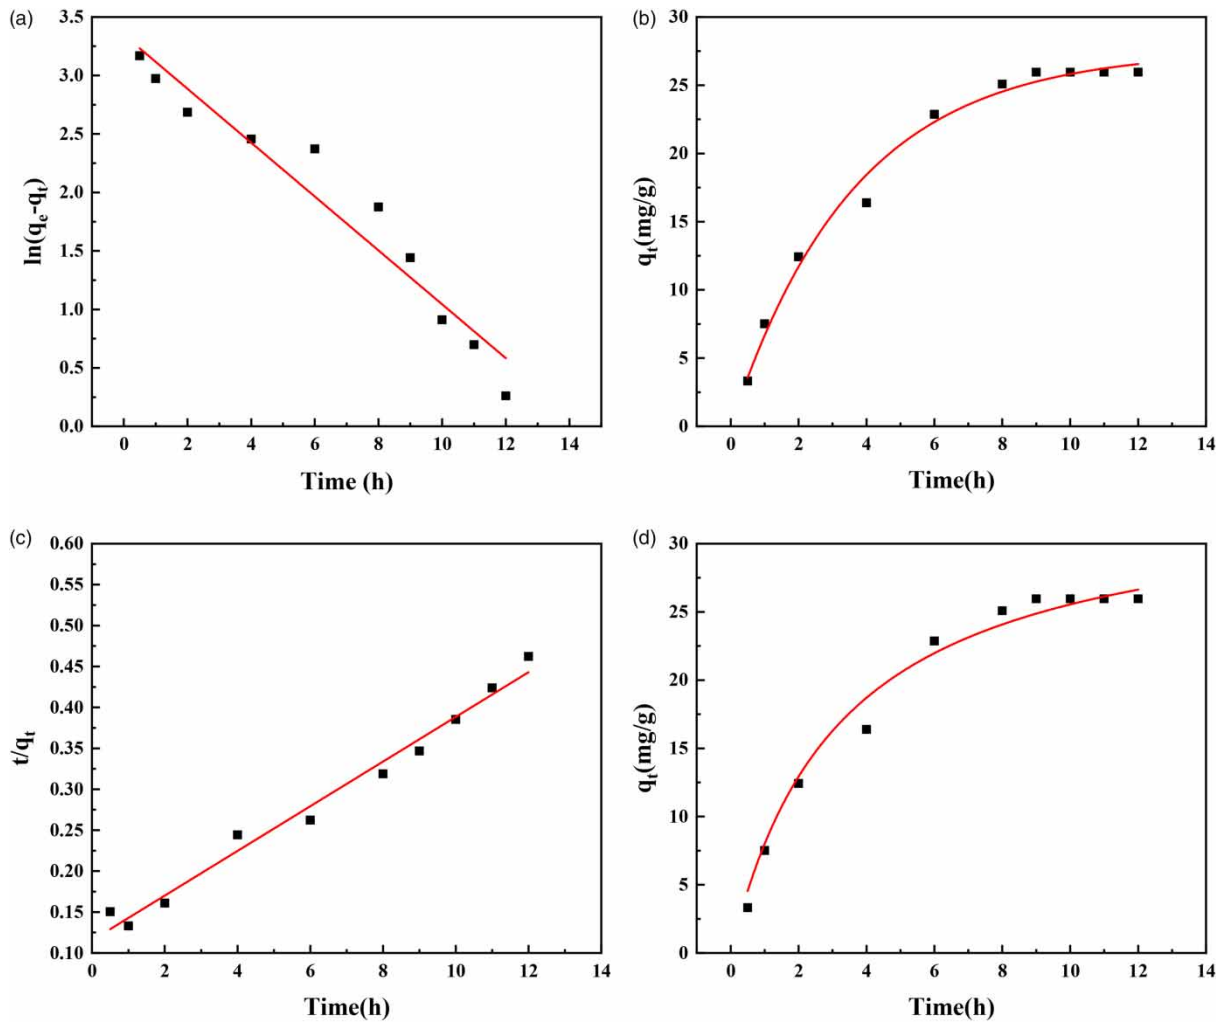 (a)
3.5
3.0
2.5
2.0
1.5
1.0
0.5
0.0
ln(qe-qt)
0 2 4 6 8 10 12 14
Time (h)
(b)
30
25
20
15
10
5
0
qt(mg/g)
0 2 4 6 8 10 12 14
Time(h)
(c)
0.60
0.55
0.50
0.45
0.40
0.35
0.30
0.25
0.20
0.15
0.10
t/qt
0 2 4 6 8 10 12 14
Time(h)
(d)
30
25
20
15
10
5
0
qt(mg/g)
0 2 4 6 8 10 12 14
Time(h)